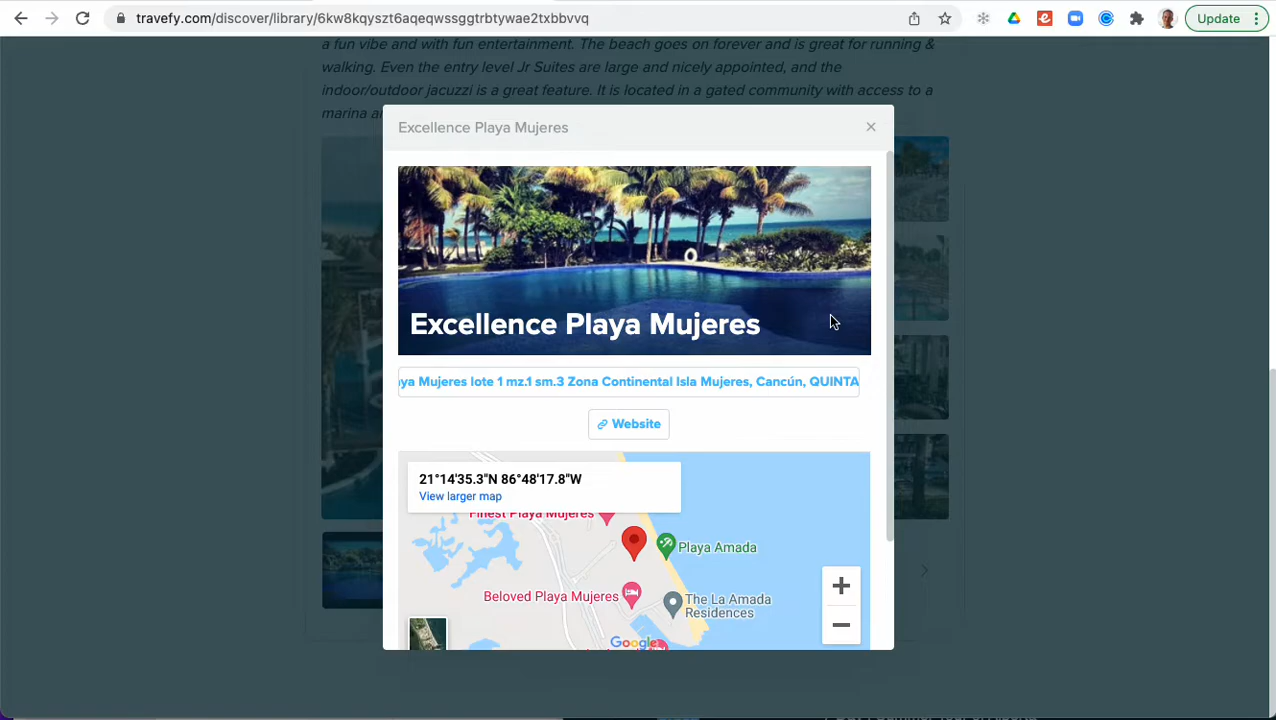 travefy.com/discover/library/6kw8kqyszt6aqeqwssggtrbtywae2txbbvvq
Update
a fun vibe and with fun entertainment. The beach goes on forever and is great for running &
walking. Even the entry level Jr Suites are large and nicely appointed, and the
indoor/outdoor jacuzzi is a great feature. It is located in a gated community with access to a
marina
Excellence Playa Mujeres
Excellence Playa Mujeres
ya Mujeres lote 1 mz.1 sm.3 Zona Continental Isla Mujeres, Cancún, QUINTA
Website
21°14'35.3"N 86°48'17.8"W
View larger map
Finest Playa Mujeres
Playa Amada
Beloved Playa Mujeres
The La Amada
Residences
Google